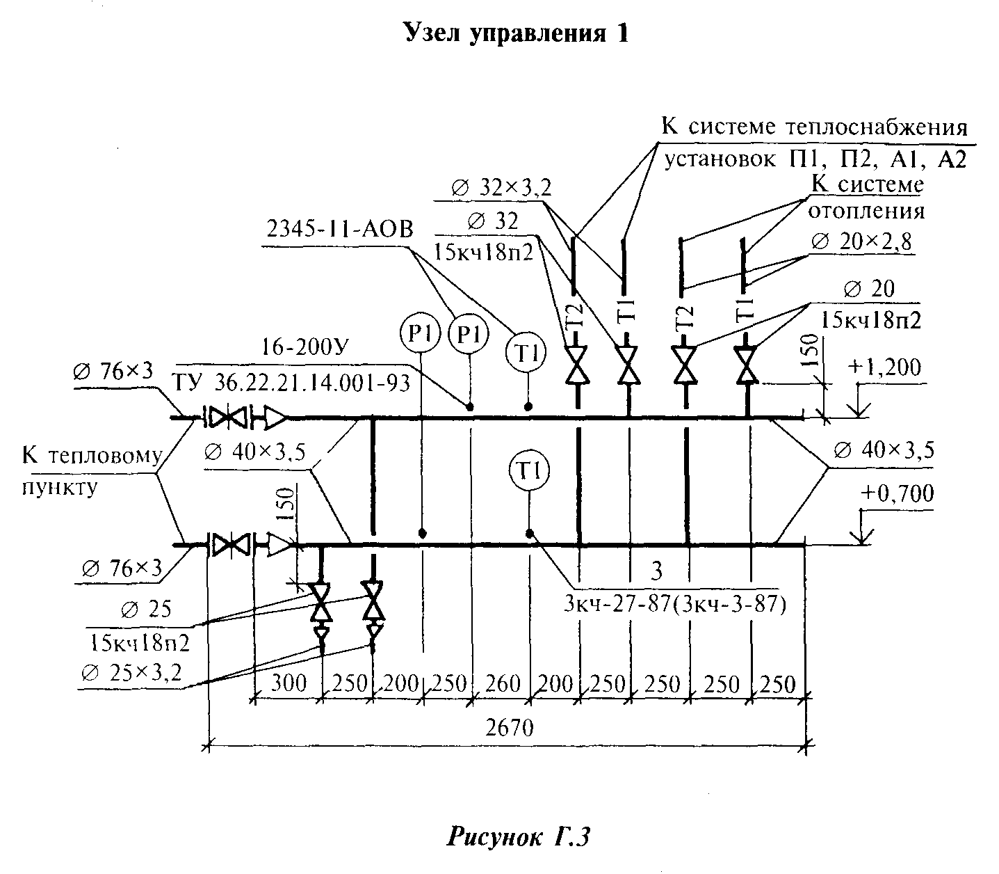 Узел управления 1
К системе теплоснабжения
установок П1, П2, А1, А2
К системе
отопления
∅ 32×3,2
∅ 32
15кч18п2
2345-11-АОВ
∅ 20×2,8
∅ 20
15кч18п2
Т2
Т1
Т2
Т1
Р1
Р1
Т1
16-200У
ТУ 36.22.21.14.001-93
∅ 76×3
150
+1,200
К тепловому
пункту
∅ 40×3,5
Т1
∅ 40×3,5
+0,700
150
∅ 76×3
3
3кч-27-87(3кч-3-87)
∅ 25
15кч18п2
∅ 25×3,2
300 250 200 250 260 200 250 250 250 250
2670
Рисунок Г.3